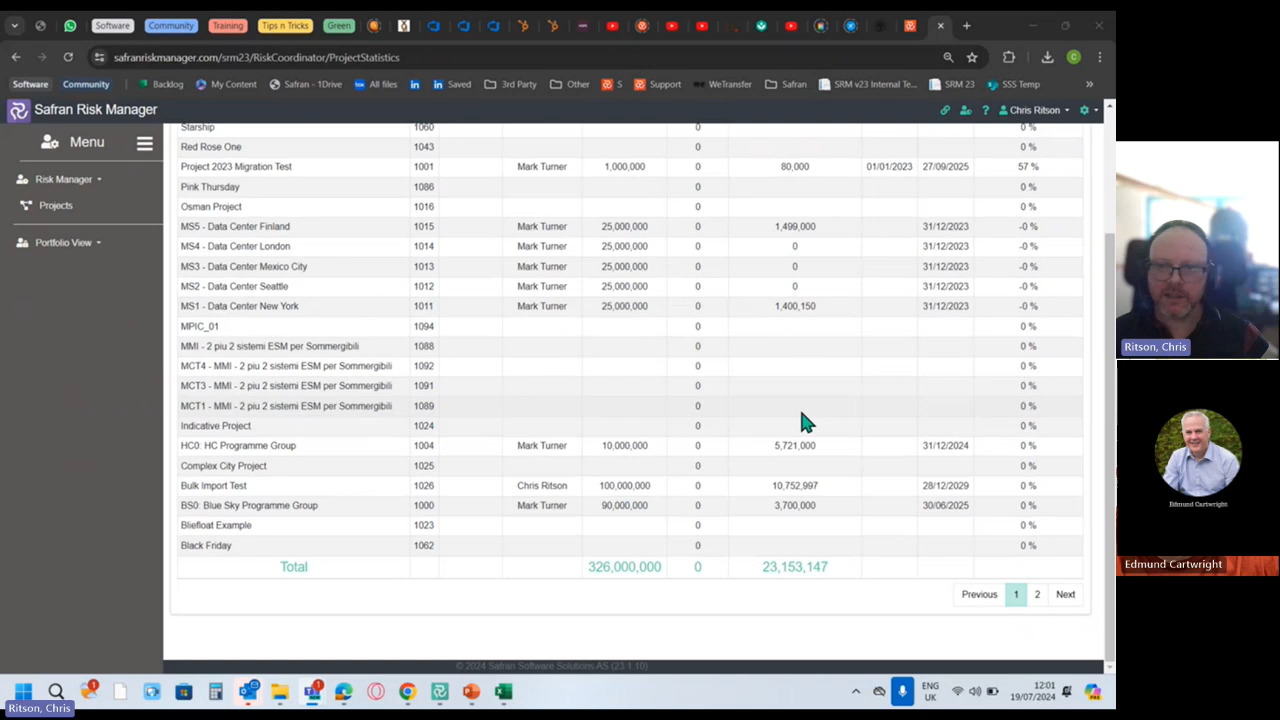 Software Community Training Tips n Tricks Green
safranriskmanager.com/srm23/RiskCoordinator/ProjectStatistics
Software Community Backlog My Content Safran - 1Drive All files Saved 3rd Party Other S Support WeTransfer Safran SRM v23 Internal Te... SRM 23 SSS Temp
Safran Risk Manager Chris Ritson
Menu
Risk Manager
Projects
Portfolio View
Starship 1060 0 0 %
Red Rose One 1043 0 0 %
Project 2023 Migration Test 1001 Mark Turner 1,000,000 0 80,000 01/01/2023 27/09/2025 57 %
Pink Thursday 1086 0 0 %
Osman Project 1016 0 0 %
MS5 - Data Center Finland 1015 Mark Turner 25,000,000 0 1,499,000 31/12/2023 -0 %
MS4 - Data Center London 1014 Mark Turner 25,000,000 0 0 31/12/2023 -0 %
MS3 - Data Center Mexico City 1013 Mark Turner 25,000,000 0 0 31/12/2023 -0 %
MS2 - Data Center Seattle 1012 Mark Turner 25,000,000 0 0 31/12/2023 -0 %
MS1 - Data Center New York 1011 Mark Turner 25,000,000 0 1,400,150 31/12/2023 -0 %
MPIC_01 1094 0 0 %
MMI - 2 piu 2 sistemi ESM per Sommergibili 1088 0 0 %
MCT4 - MMI - 2 piu 2 sistemi ESM per Sommergibili 1092 0 0 %
MCT3 - MMI - 2 piu 2 sistemi ESM per Sommergibili 1091 0 0 %
MCT1 - MMI - 2 piu 2 sistemi ESM per Sommergibili 1089 0 0 %
Indicative Project 1024 0 0 %
HC0: HC Programme Group 1004 Mark Turner 10,000,000 0 5,721,000 31/12/2024 0 %
Complex City Project 1025 0 0 %
Bulk Import Test 1026 Chris Ritson 100,000,000 0 10,752,997 28/12/2029 0 %
BS0: Blue Sky Programme Group 1000 Mark Turner 90,000,000 0 3,700,000 30/06/2025 0 %
Bliefloat Example 1023 0 0 %
Black Friday 1062 0 0 %
Total 326,000,000 0 23,153,147
Previous 1 2 Next
© 2024 Safran Software Solutions AS (23.1.10)
ENG
UK
12:01
19/07/2024
Ritson, Chris
Ritson, Chris
Edmund Cartwright
Edmund Cartwright